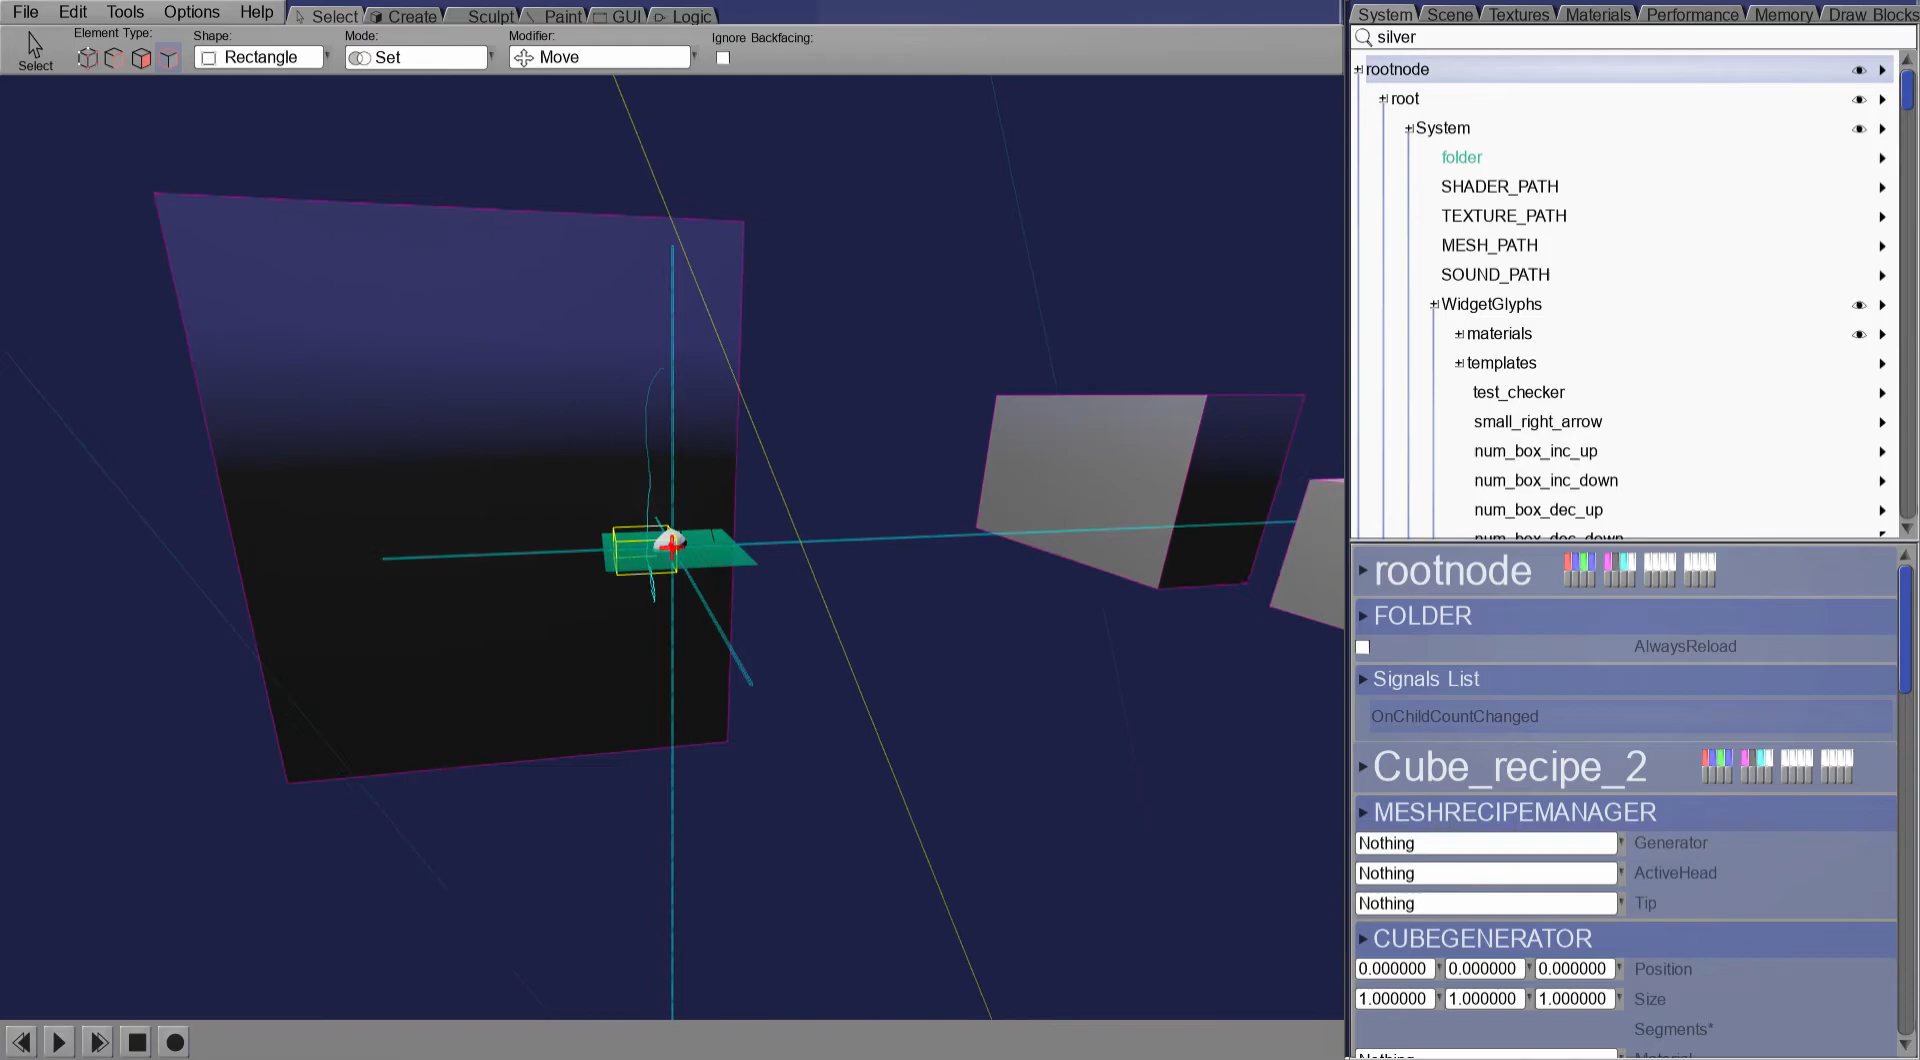 File Edit Tools Options Help Select Create Sculpt Paint GUI Logic
Select
Element Type:
Shape:
Rectangle
Mode:
Set
Modifier:
Move
Ignore Backfacing:
System Scene Textures Materials Performance Memory Draw Blocks
silver
rootnode
root
System
folder
SHADER_PATH
TEXTURE_PATH
MESH_PATH
SOUND_PATH
WidgetGlyphs
materials
templates
test_checker
small_right_arrow
num_box_inc_up
num_box_inc_down
num_box_dec_up
num_box_dec_down
rootnode
FOLDER
AlwaysReload
Signals List
OnChildCountChanged
Cube_recipe_2
MESHRECIPEMANAGER
Nothing Generator
Nothing ActiveHead
Nothing Tip
CUBEGENERATOR
0.000000 0.000000 0.000000 Position
1.000000 1.000000 1.000000 Size
Segments*
Nothing Material